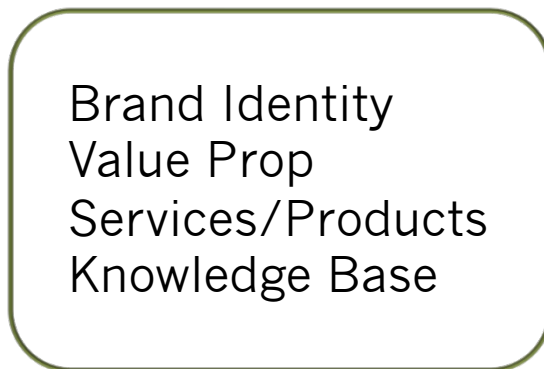 Brand Identity
Value Prop
Services/Products
Knowledge Base